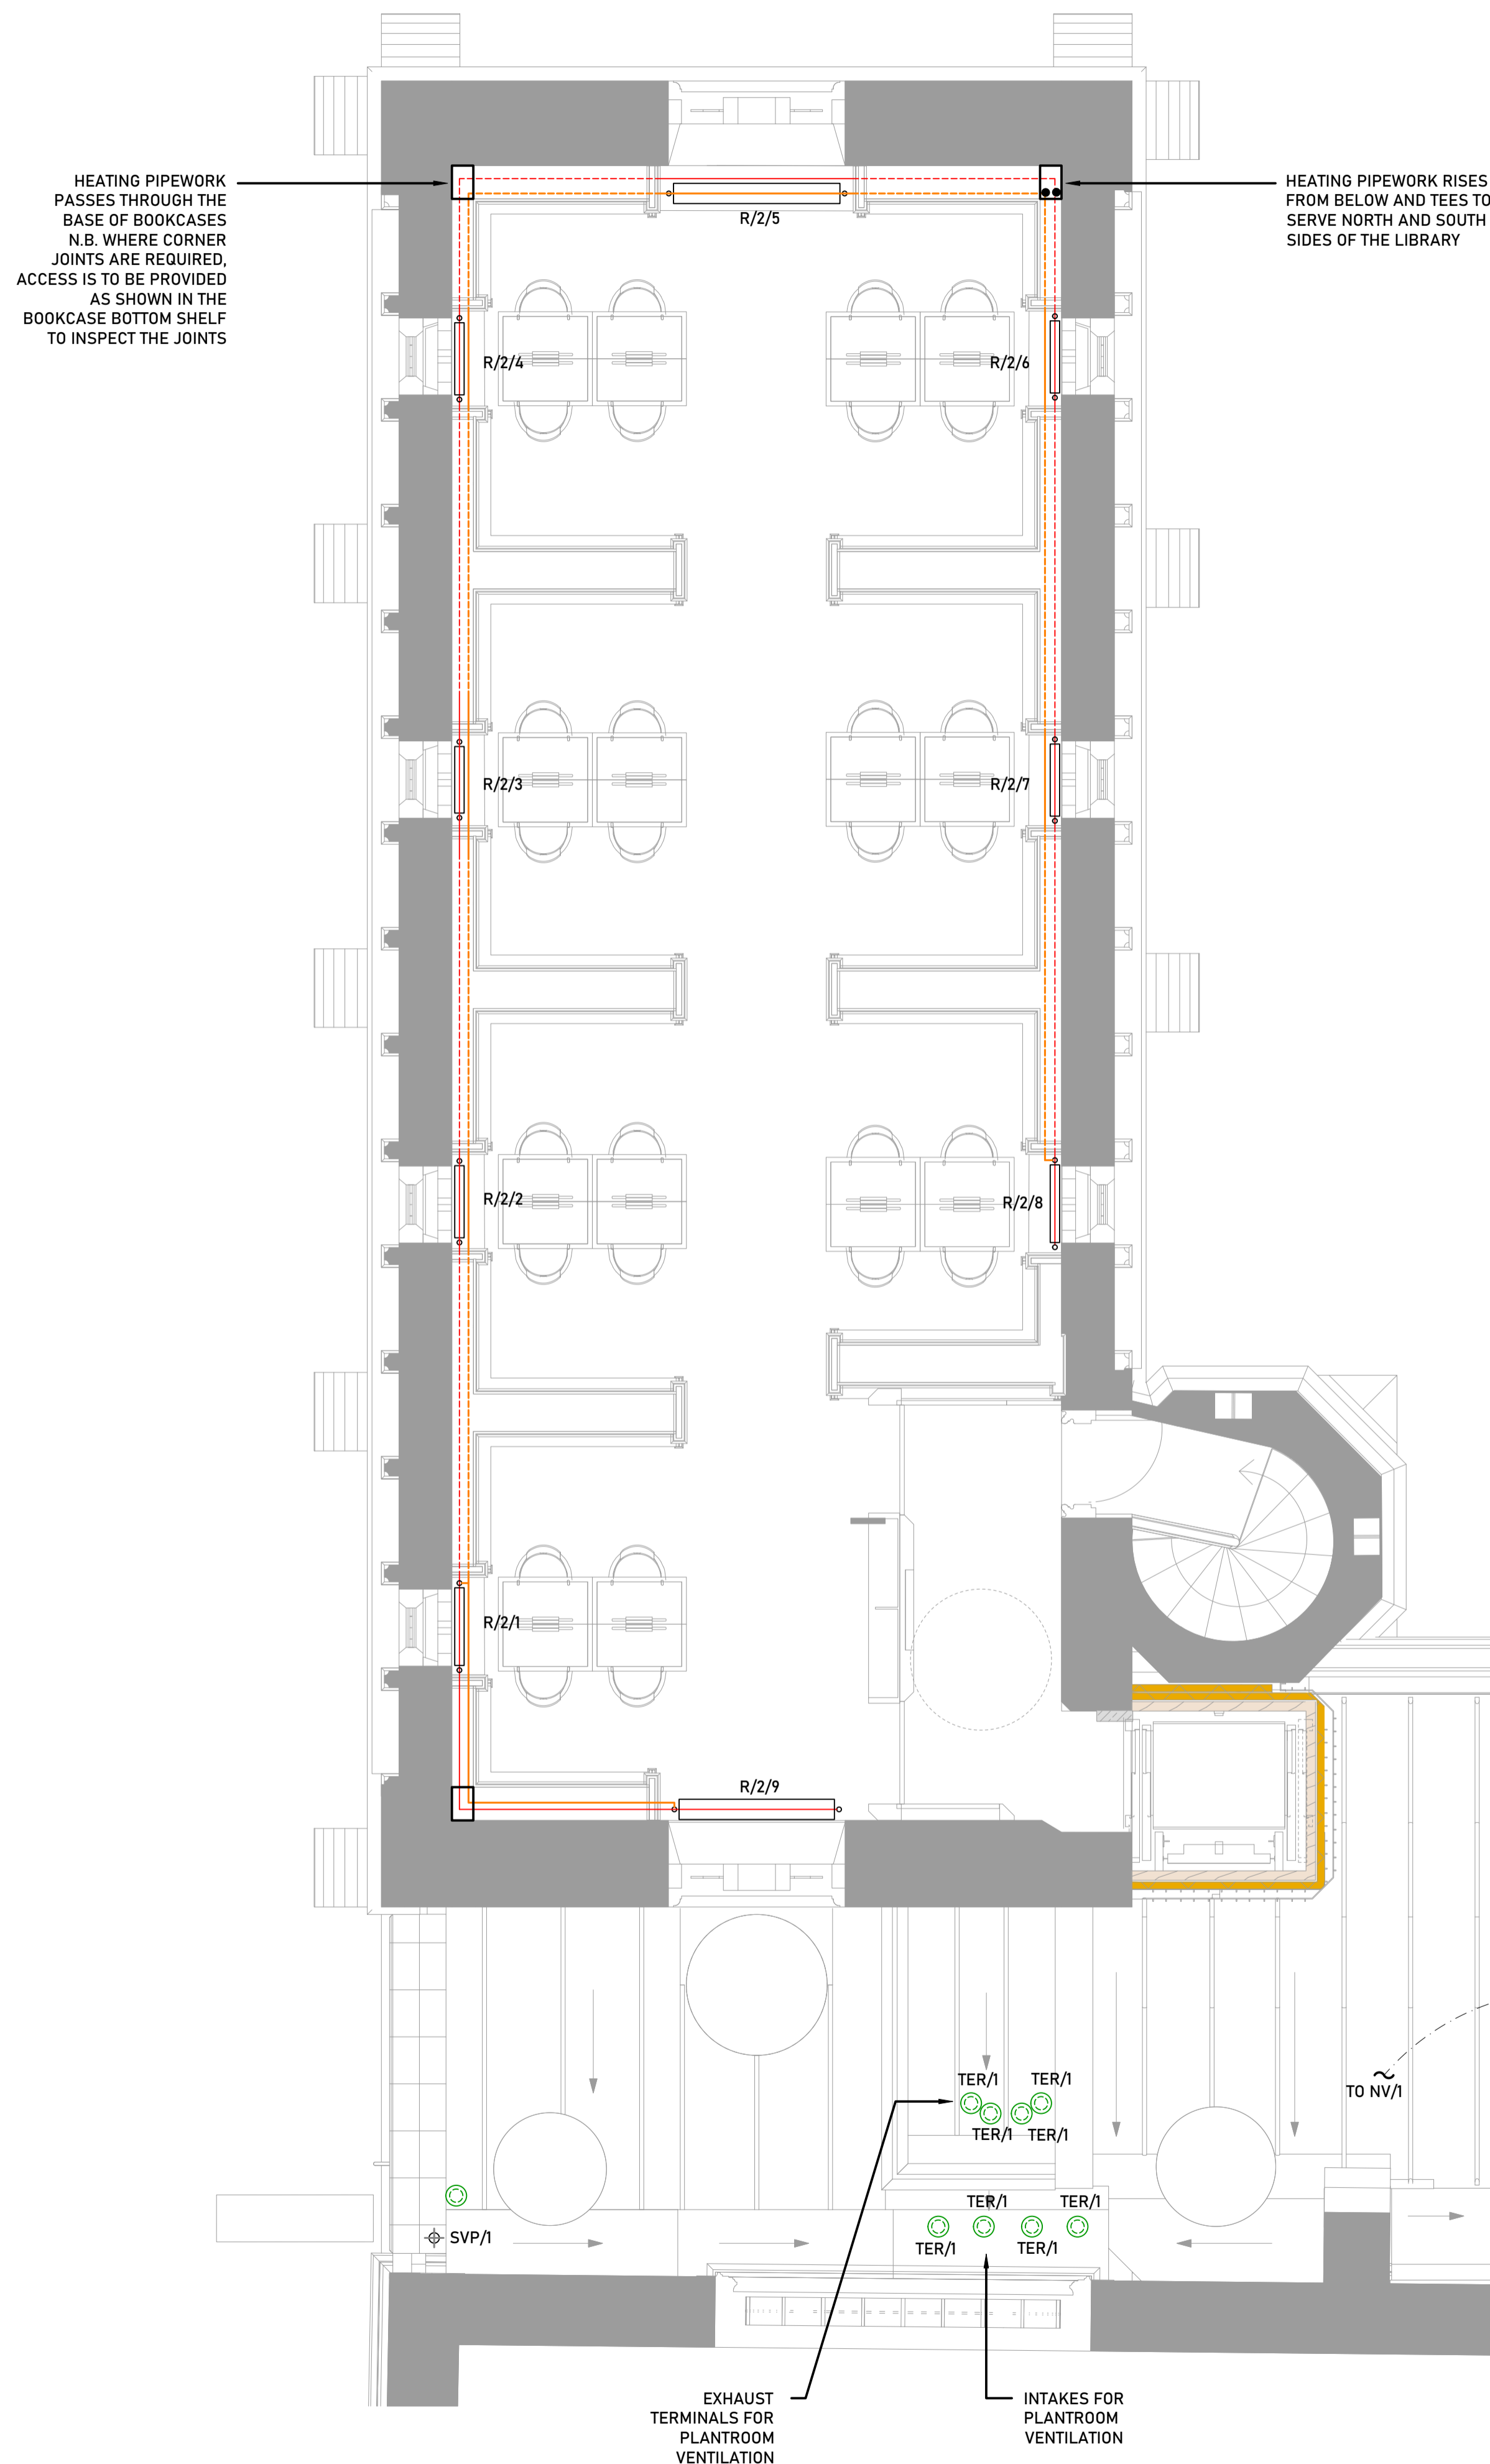 HEATING PIPEWORK
PASSES THROUGH THE
BASE OF BOOKCASES
N.B. WHERE CORNER
JOINTS ARE REQUIRED,
ACCESS IS TO BE PROVIDED
AS SHOWN IN THE
BOOKCASE BOTTOM SHELF
TO INSPECT THE JOINTS
HEATING PIPEWORK RISES
FROM BELOW AND TEES TO
SERVE NORTH AND SOUTH
SIDES OF THE LIBRARY
R/2/5
R/2/4
R/2/6
R/2/3
R/2/7
R/2/2
R/2/8
R/2/1
R/2/9
TER/1
TER/1
TER/1
TER/1
TO NV/1
TER/1
TER/1
TER/1
TER/1
SVP/1
EXHAUST
TERMINALS FOR
PLANTROOM
VENTILATION
INTAKES FOR
PLANTROOM
VENTILATION